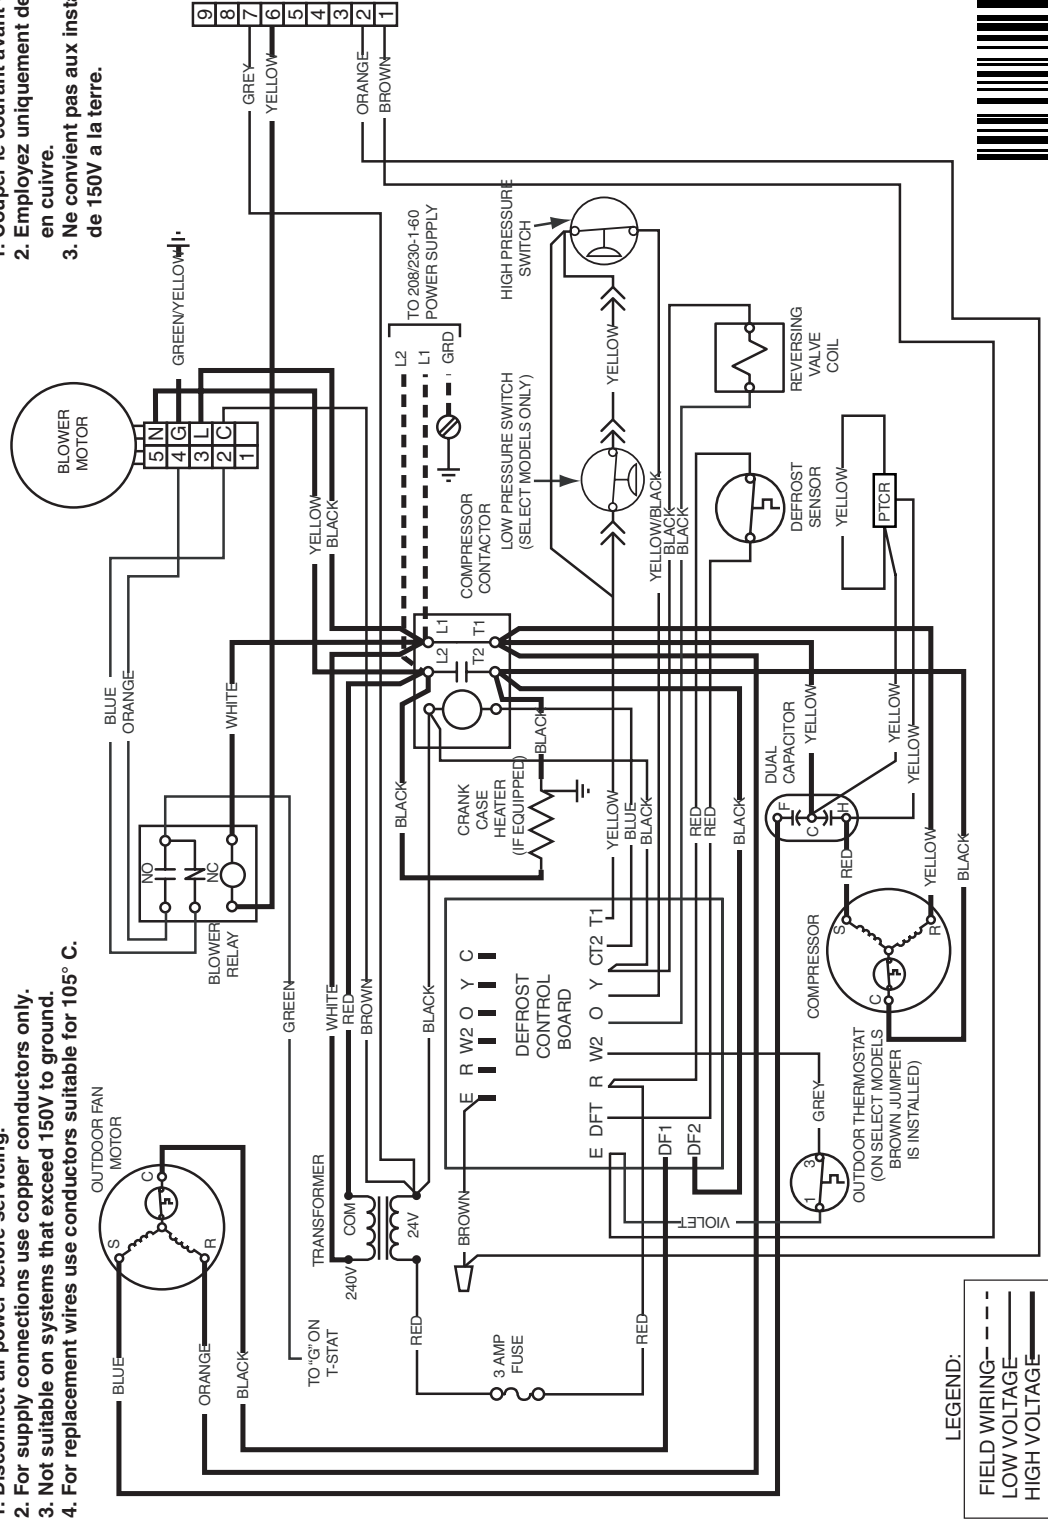 1. Disconnect all power before servicing.
2. For supply connections use copper conductors only.
3. Not suitable on systems that exceed 150V to ground.
4. For replacement wires use conductors suitable for 105° C.
1. Couper le courant avant
2. Employez uniquement de
en cuivre.
3. Ne convient pas aux
de 150V a la terre.
OUTDOOR FAN
MOTOR
S
C
R
BLUE
ORANGE
BLACK
BLOWER
RELAY
NO
NC
BLUE
ORANGE
WHITE
GREEN
TO "G" ON
T-STAT
BLOWER
MOTOR
5 N
4 G
3 L
2 C
1
GREEN/YELLOW
YELLOW
BLACK
9
8
7
6
5
4
3
2
1
GREY
YELLOW
ORANGE
BROWN
TRANSFORMER
240V
COM
24V
WHITE
RED
BROWN
BLACK
RED
3 AMP
FUSE
RED
BROWN
BLACK
CRANK
CASE
HEATER
(IF EQUIPPED)
BLACK
COMPRESSOR
CONTACTOR
L2
L1
T2
T1
L2
L1
GRD
TO 208/230-1-60
POWER SUPPLY
LOW PRESSURE SWITCH
(SELECT MODELS ONLY)
HIGH PRESSURE
SWITCH
YELLOW
DEFROST
CONTROL
BOARD
E R W2 O Y C
E DFT R W2 O Y C T2 T1
DF1
DF2
YELLOW
BLUE
BLACK
RED
RED
BLACK
YELLOW/BLACK
BLACK
BLACK
REVERSING
VALVE
COIL
DEFROST
SENSOR
YELLOW
PTCR
YELLOW
YELLOW
DUAL
CAPACITOR
F
C
H
YELLOW
RED
COMPRESSOR
S
C
R
YELLOW
BLACK
VIOLET
GREY
1
3
OUTDOOR THERMOSTAT
(ON SELECT MODELS
BROWN JUMPER
IS INSTALLED)
LEGEND:
FIELD WIRING
LOW VOLTAGE
HIGH VOLTAGE